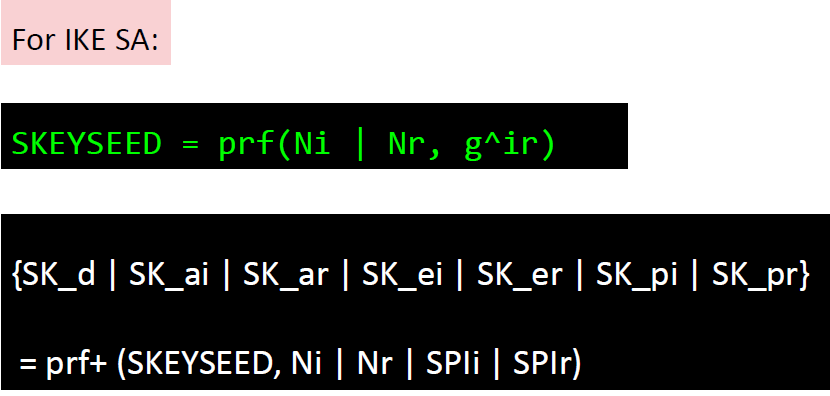 For IKE SA:
SKEYSEED = prf(Ni | Nr, g^ir)
{SK_d | SK_ai | SK_ar | SK_ei | SK_er | SK_pi | SK_pr}
= prf+ (SKEYSEED, Ni | Nr | SPIi | SPIr)